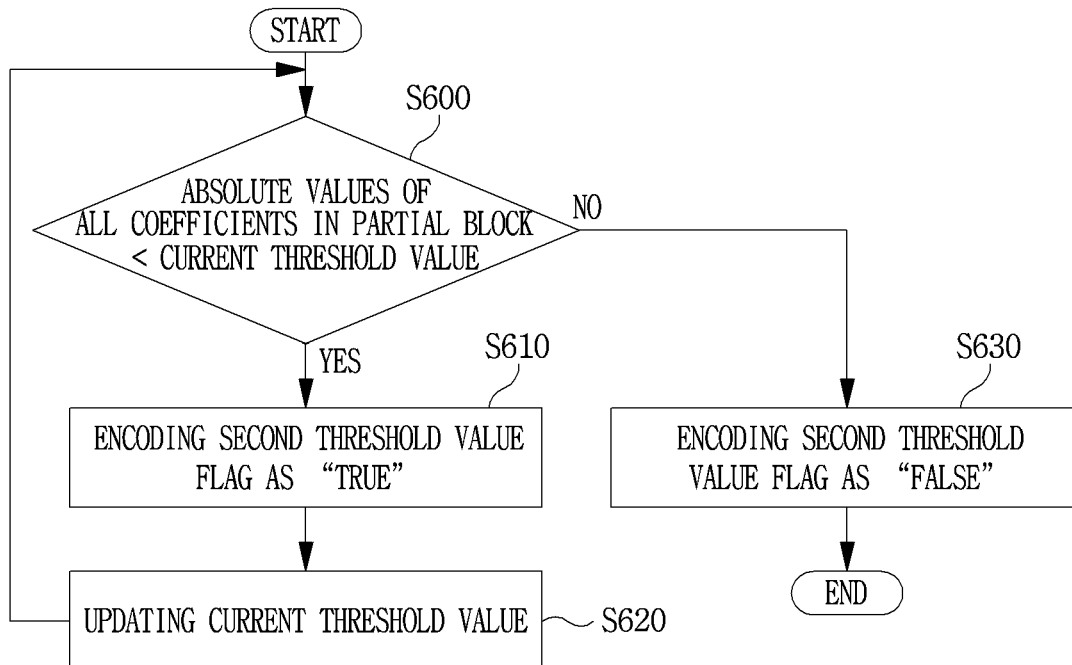 START
S600
ABSOLUTE VALUES OF
ALL COEFFICIENTS IN PARTIAL BLOCK
< CURRENT THRESHOLD VALUE
NO
YES
S610
S630
ENCODING SECOND THRESHOLD VALUE
FLAG AS “TRUE”
ENCODING SECOND THRESHOLD
VALUE FLAG AS “FALSE”
UPDATING CURRENT THRESHOLD VALUE
S620
END